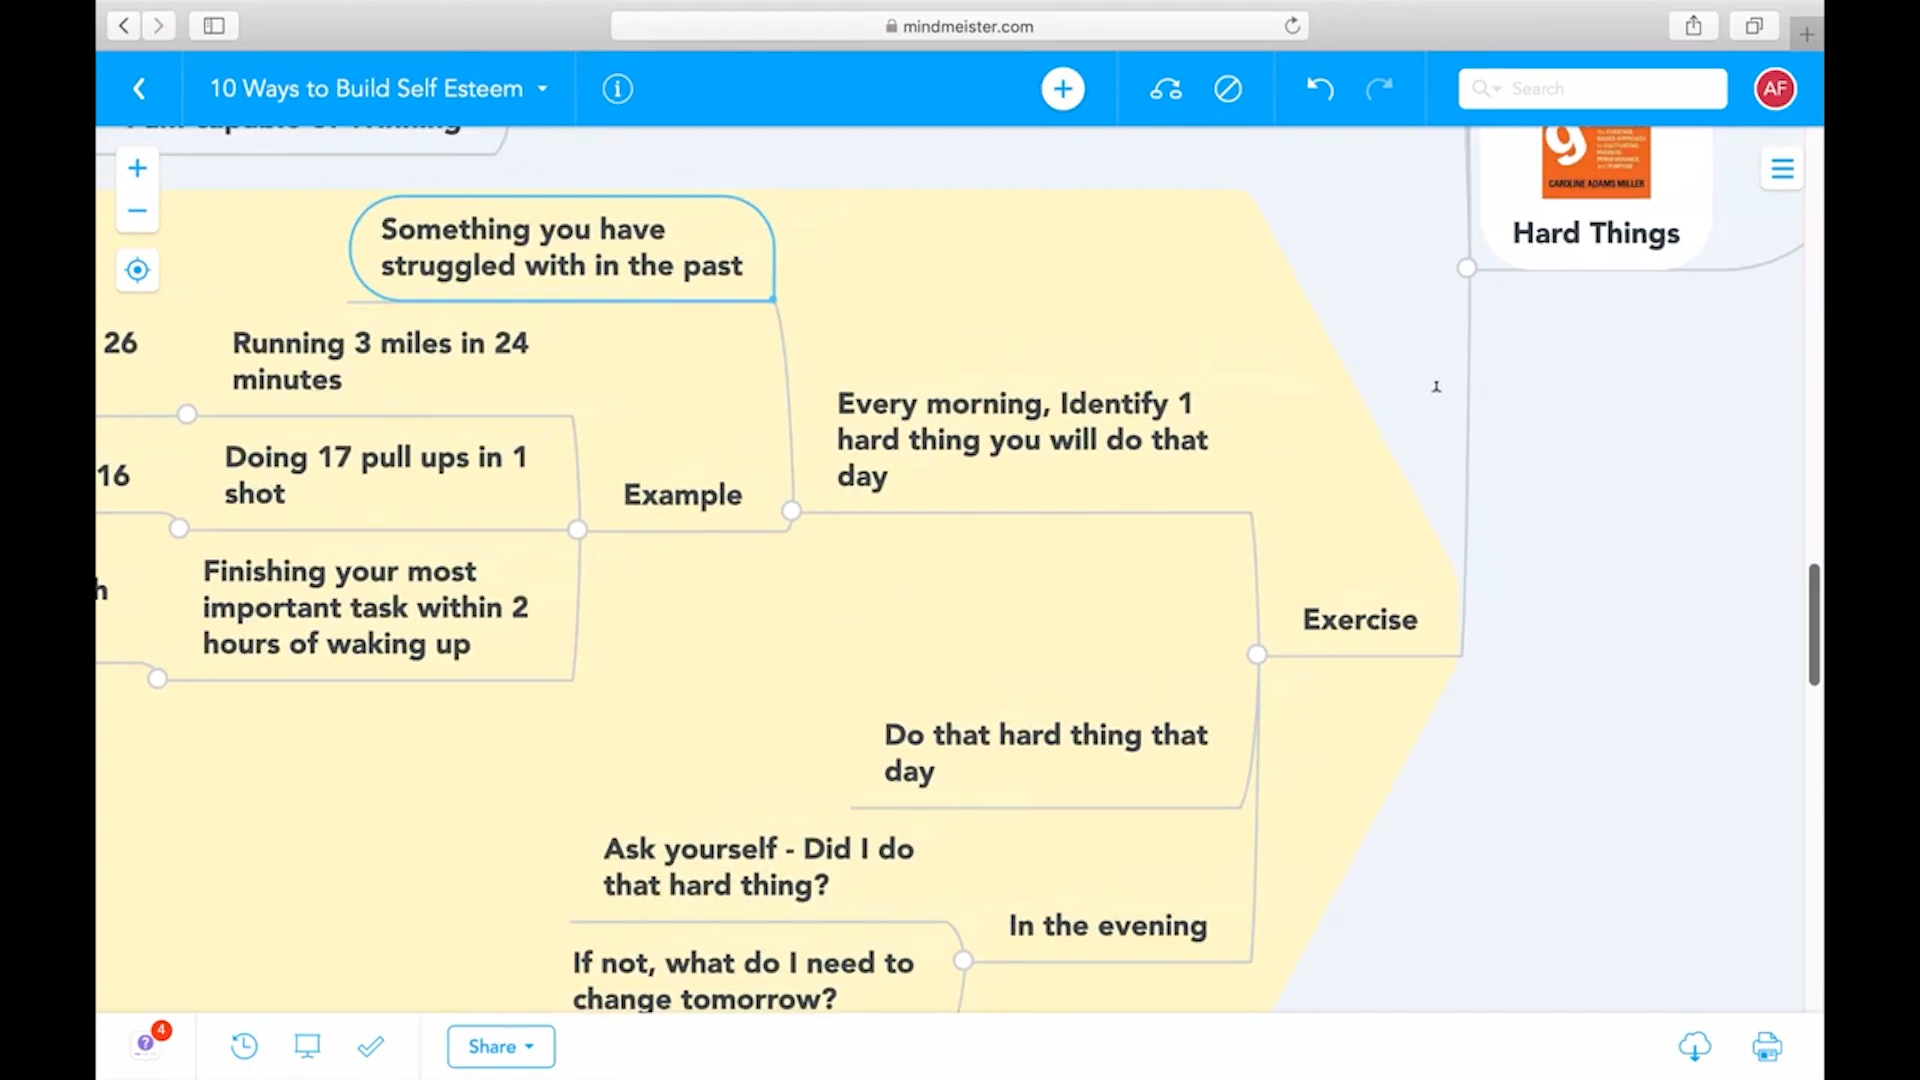 mindmeister.com
10 Ways to Build Self Esteem
Search
AF
CAROLINE ADAMS MILLER
Hard Things
Something you have
struggled with in the past
26
Running 3 miles in 24
minutes
Every morning, Identify 1
hard thing you will do that
day
16
Doing 17 pull ups in 1
shot
Example
Finishing your most
important task within 2
hours of waking up
h
Exercise
Do that hard thing that
day
Ask yourself - Did I do
that hard thing?
In the evening
If not, what do I need to
change tomorrow?
4
Share